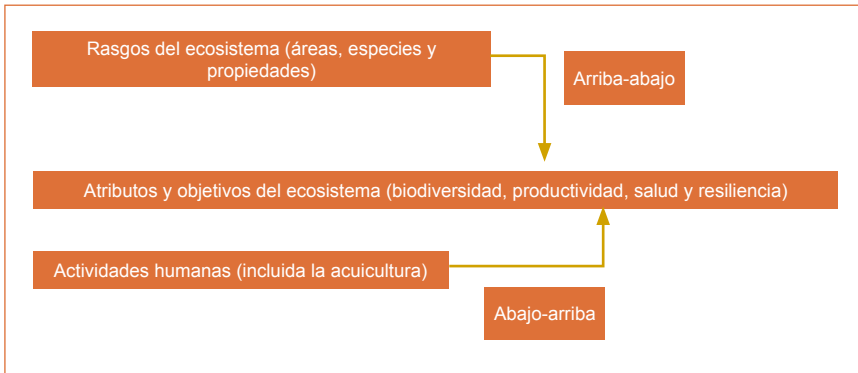 Rasgos del ecosistema (áreas, especies y
propiedades)
Arriba-abajo
Atributos y objetivos del ecosistema (biodiversidad, productividad, salud y resiliencia)
Actividades humanas (incluida la acuicultura)
Abajo-arriba